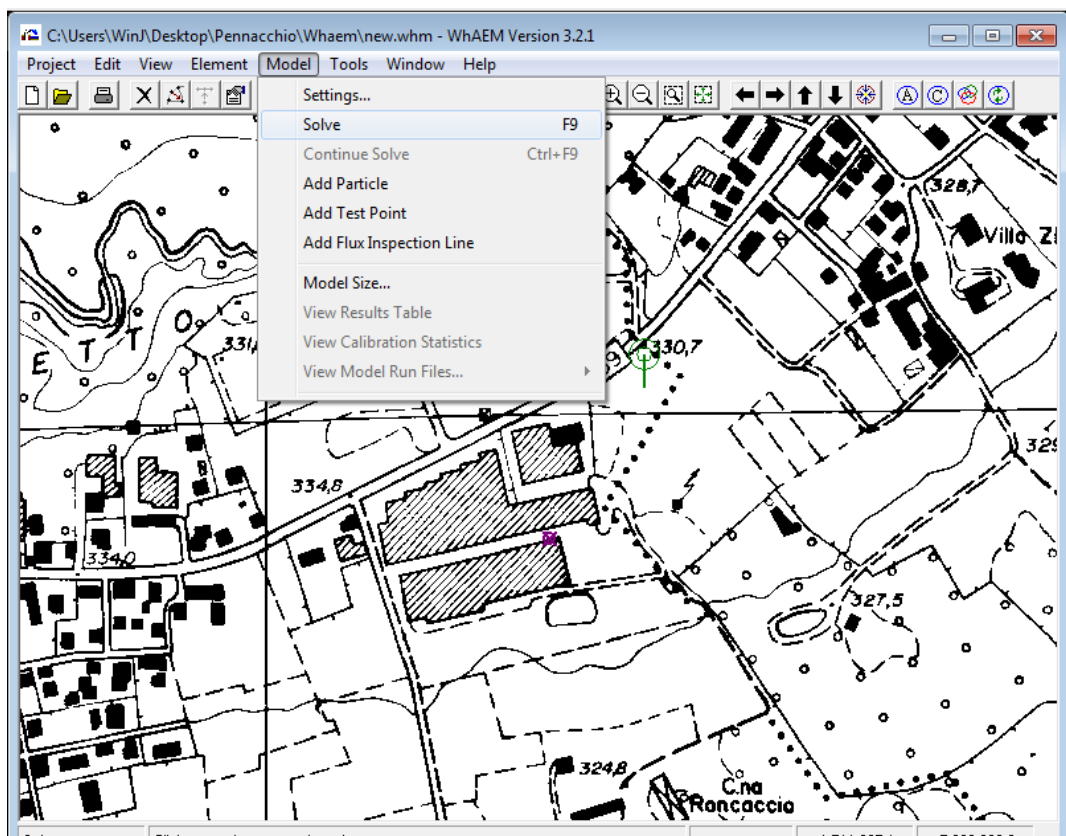 C:\Users\WinJ\Desktop\Pennacchio\Whaem\new.whm - WhAEM Version 3.2.1
Project Edit View Element Model Tools Window Help
Settings...
Solve F9
Continue Solve Ctrl+F9
Add Particle
Add Test Point
Add Flux Inspection Line
Model Size...
View Results Table
View Calibration Statistics
View Model Run Files...
A C
328,7
Villa
E T T O
331,
330,7
329
334,8
334,0
327,5
324,8
C.na
Roncaccio